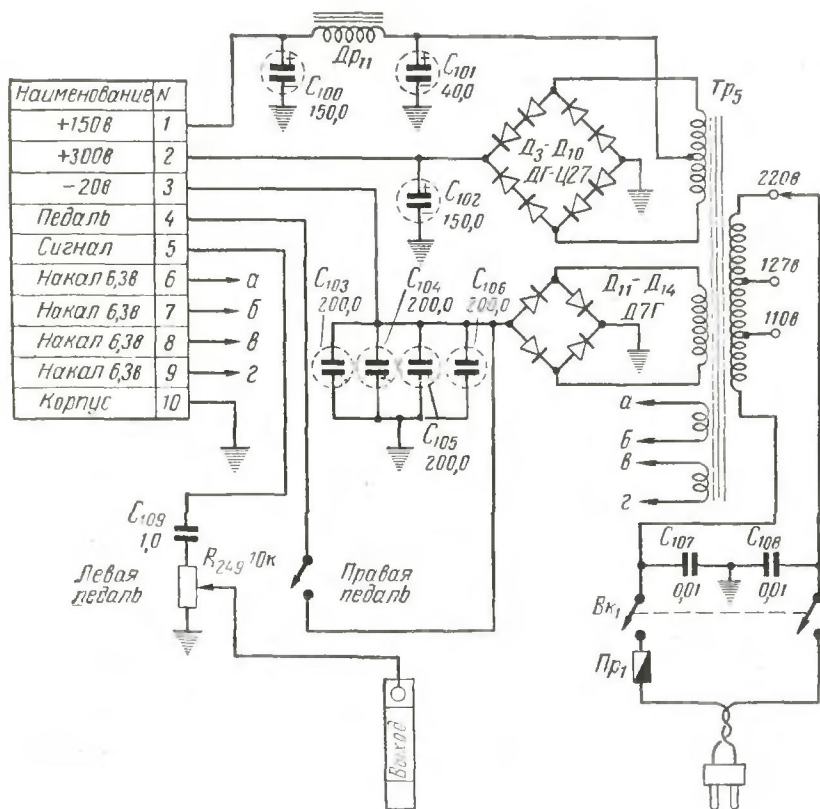 Др11
C100
150,0
C101
40,0
Тр5
Наименование N
+150в 1
+300в 2
-20в 3
Педаль 4
Сигнал 5
Накал 6,3в 6
Накал 6,3в 7
Накал 6,3в 8
Накал 6,3в 9
Корпус 10
а
б
в
г
Д3-Д10
ДГ-Ц27
C102
150,0
220в
127в
110в
C103
200,0
C104
200,0
C106
200,0
C105
200,0
Д11-Д14
Д7Г
а
б
в
г
C109
1,0
R249 10к
Левая
педаль
Правая
педаль
C107
0,01
C108
0,01
Вк1
Пр1
Выход